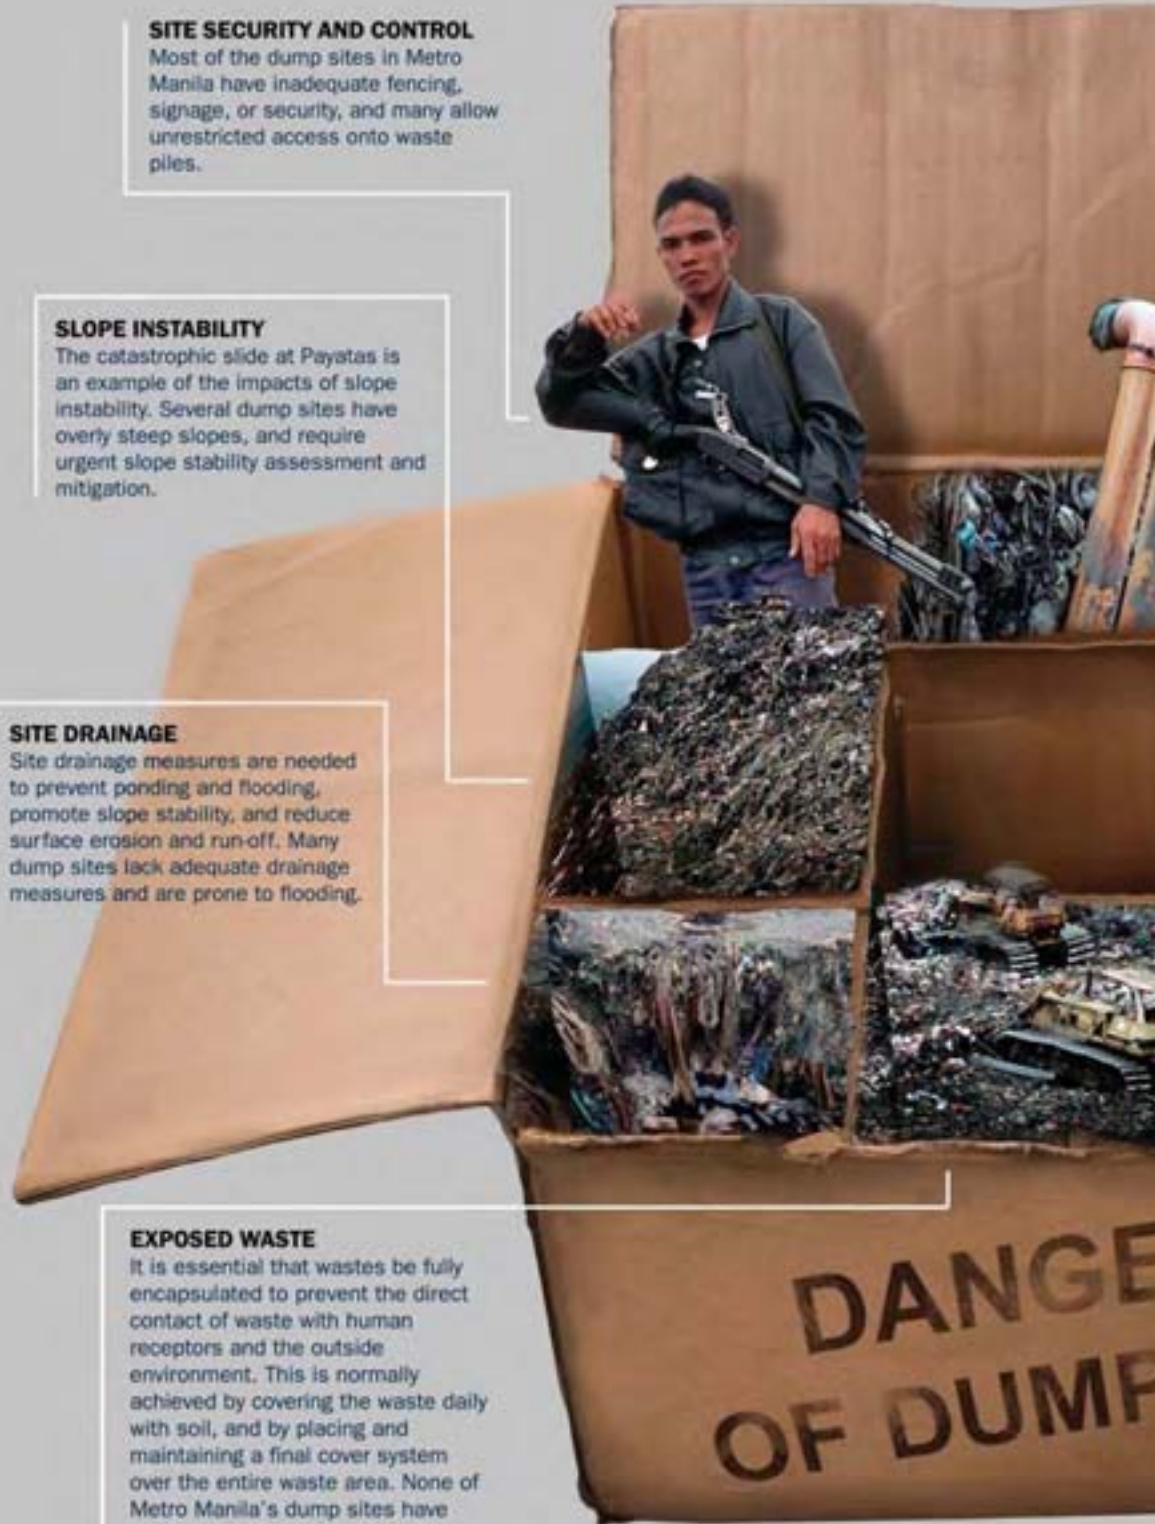 SITE SECURITY AND CONTROL
Most of the dump sites in Metro
Manila have inadequate fencing,
signage, or security, and many allow
unrestricted access onto waste
piles.
SLOPE INSTABILITY
The catastrophic slide at Payatas is
an example of the impacts of slope
instability. Several dump sites have
overly steep slopes, and require
urgent slope stability assessment and
mitigation.
SITE DRAINAGE
Site drainage measures are needed
to prevent ponding and flooding,
promote slope stability, and reduce
surface erosion and run-off. Many
dump sites lack adequate drainage
measures and are prone to flooding.
EXPOSED WASTE
It is essential that wastes be fully
encapsulated to prevent the direct
contact of waste with human
receptors and the outside
environment. This is normally
achieved by covering the waste daily
with soil, and by placing and
maintaining a final cover system
over the entire waste area. None of
Metro Manila's dump sites have
DANGE
OF DUMP